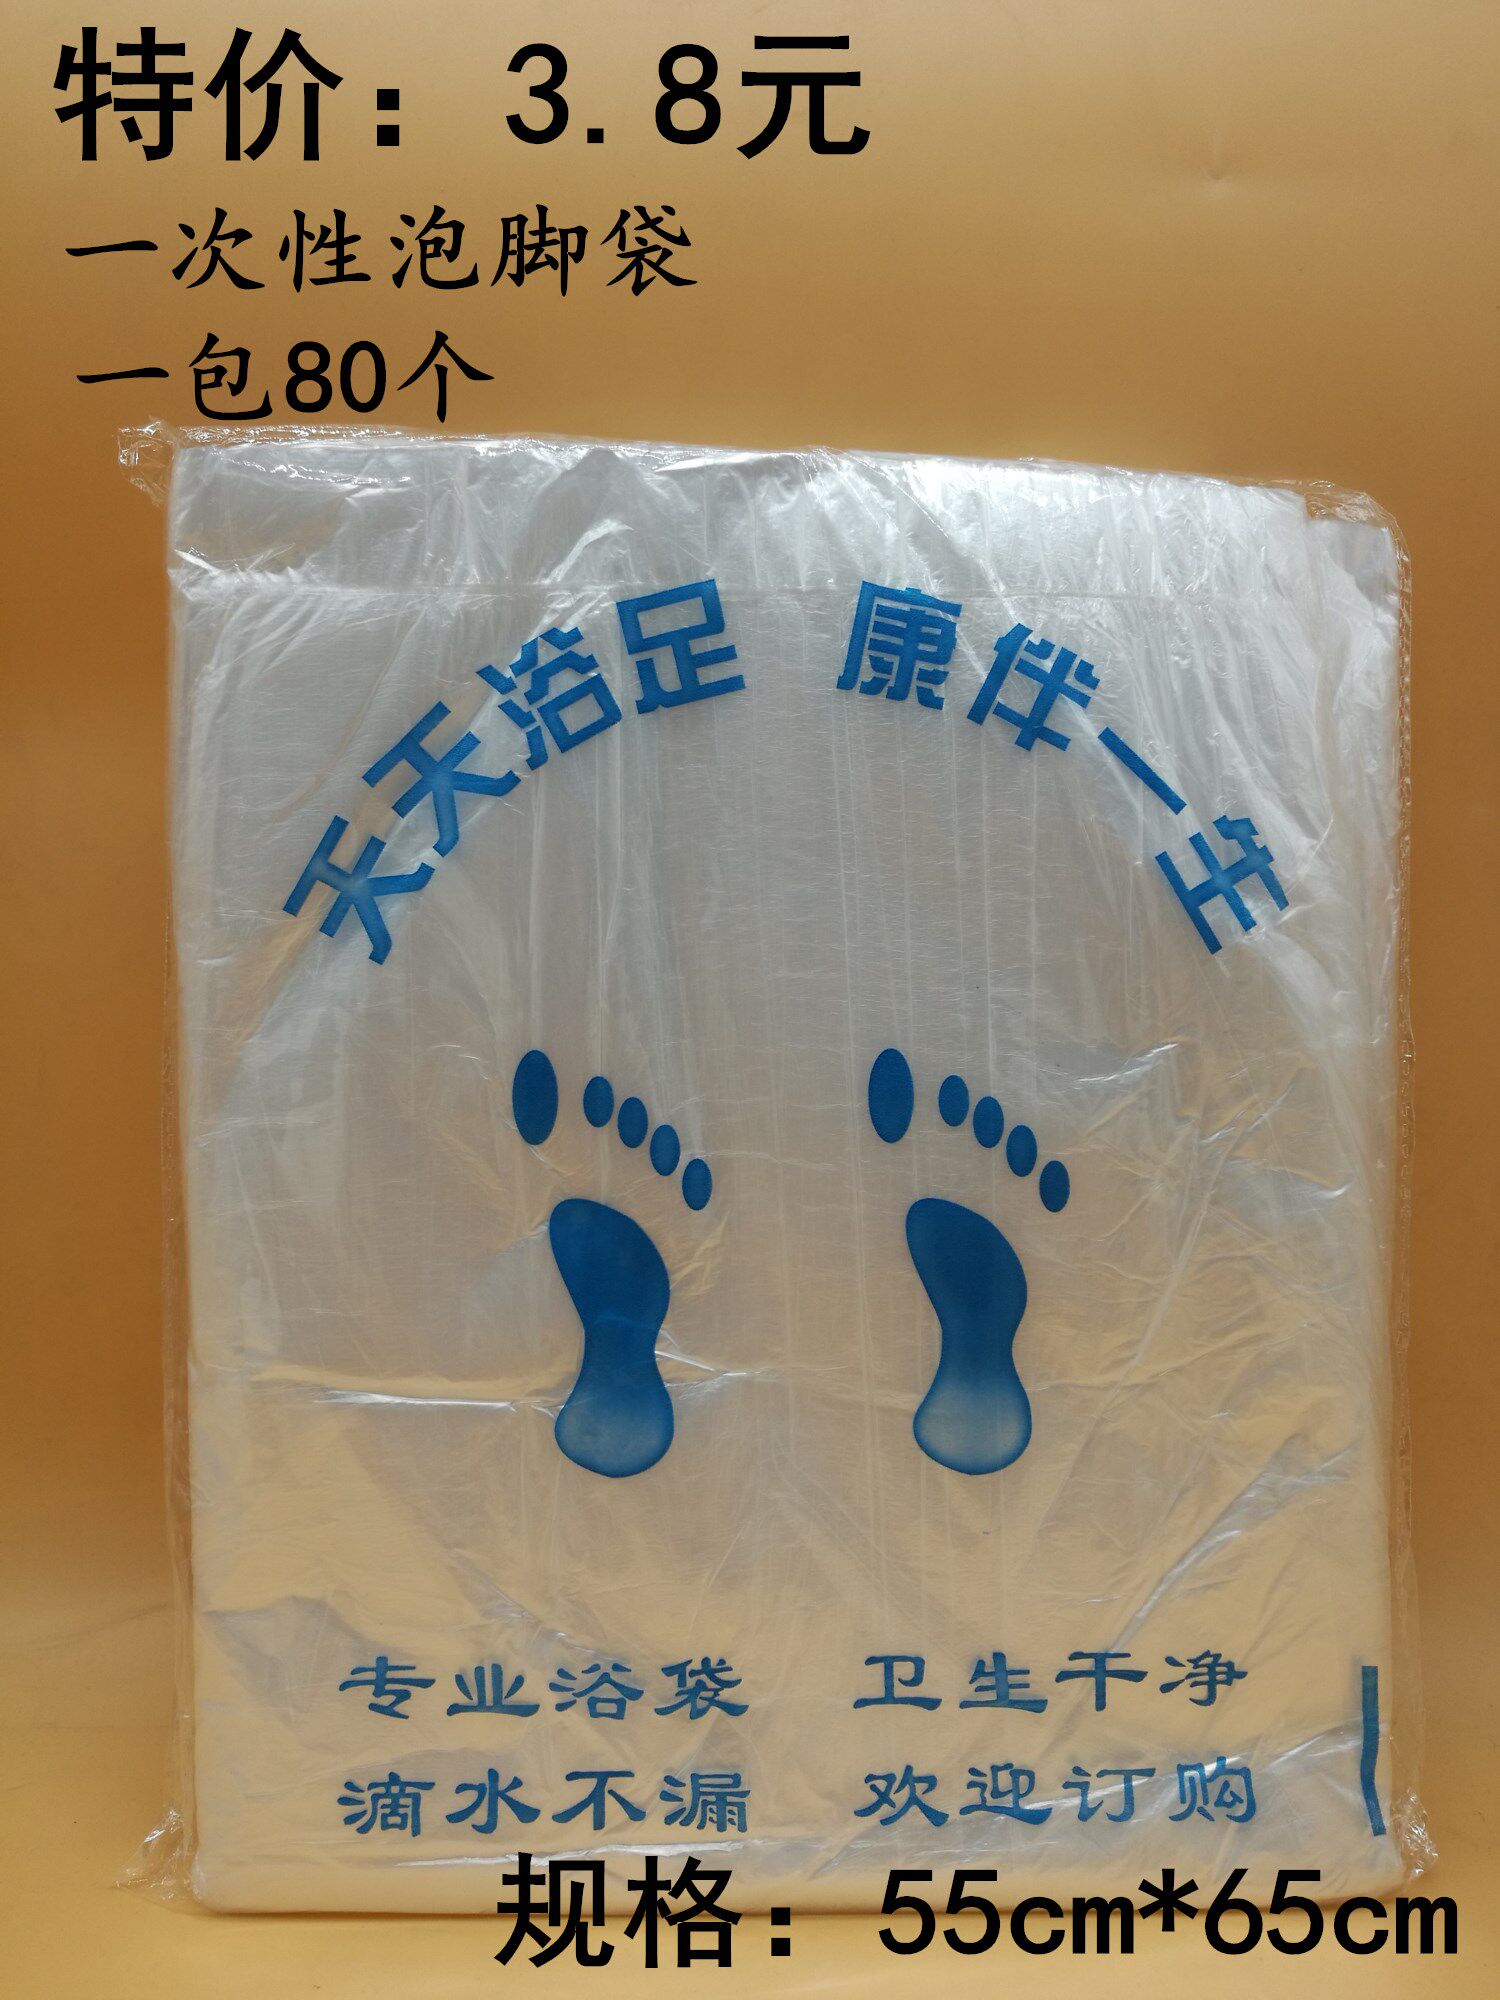 特价：3.8元
一次性泡脚袋
一包80个
天天浴足 康伴一生
专业浴袋 卫生干净
滴水不漏 欢迎订购
规格：55cm*65cm